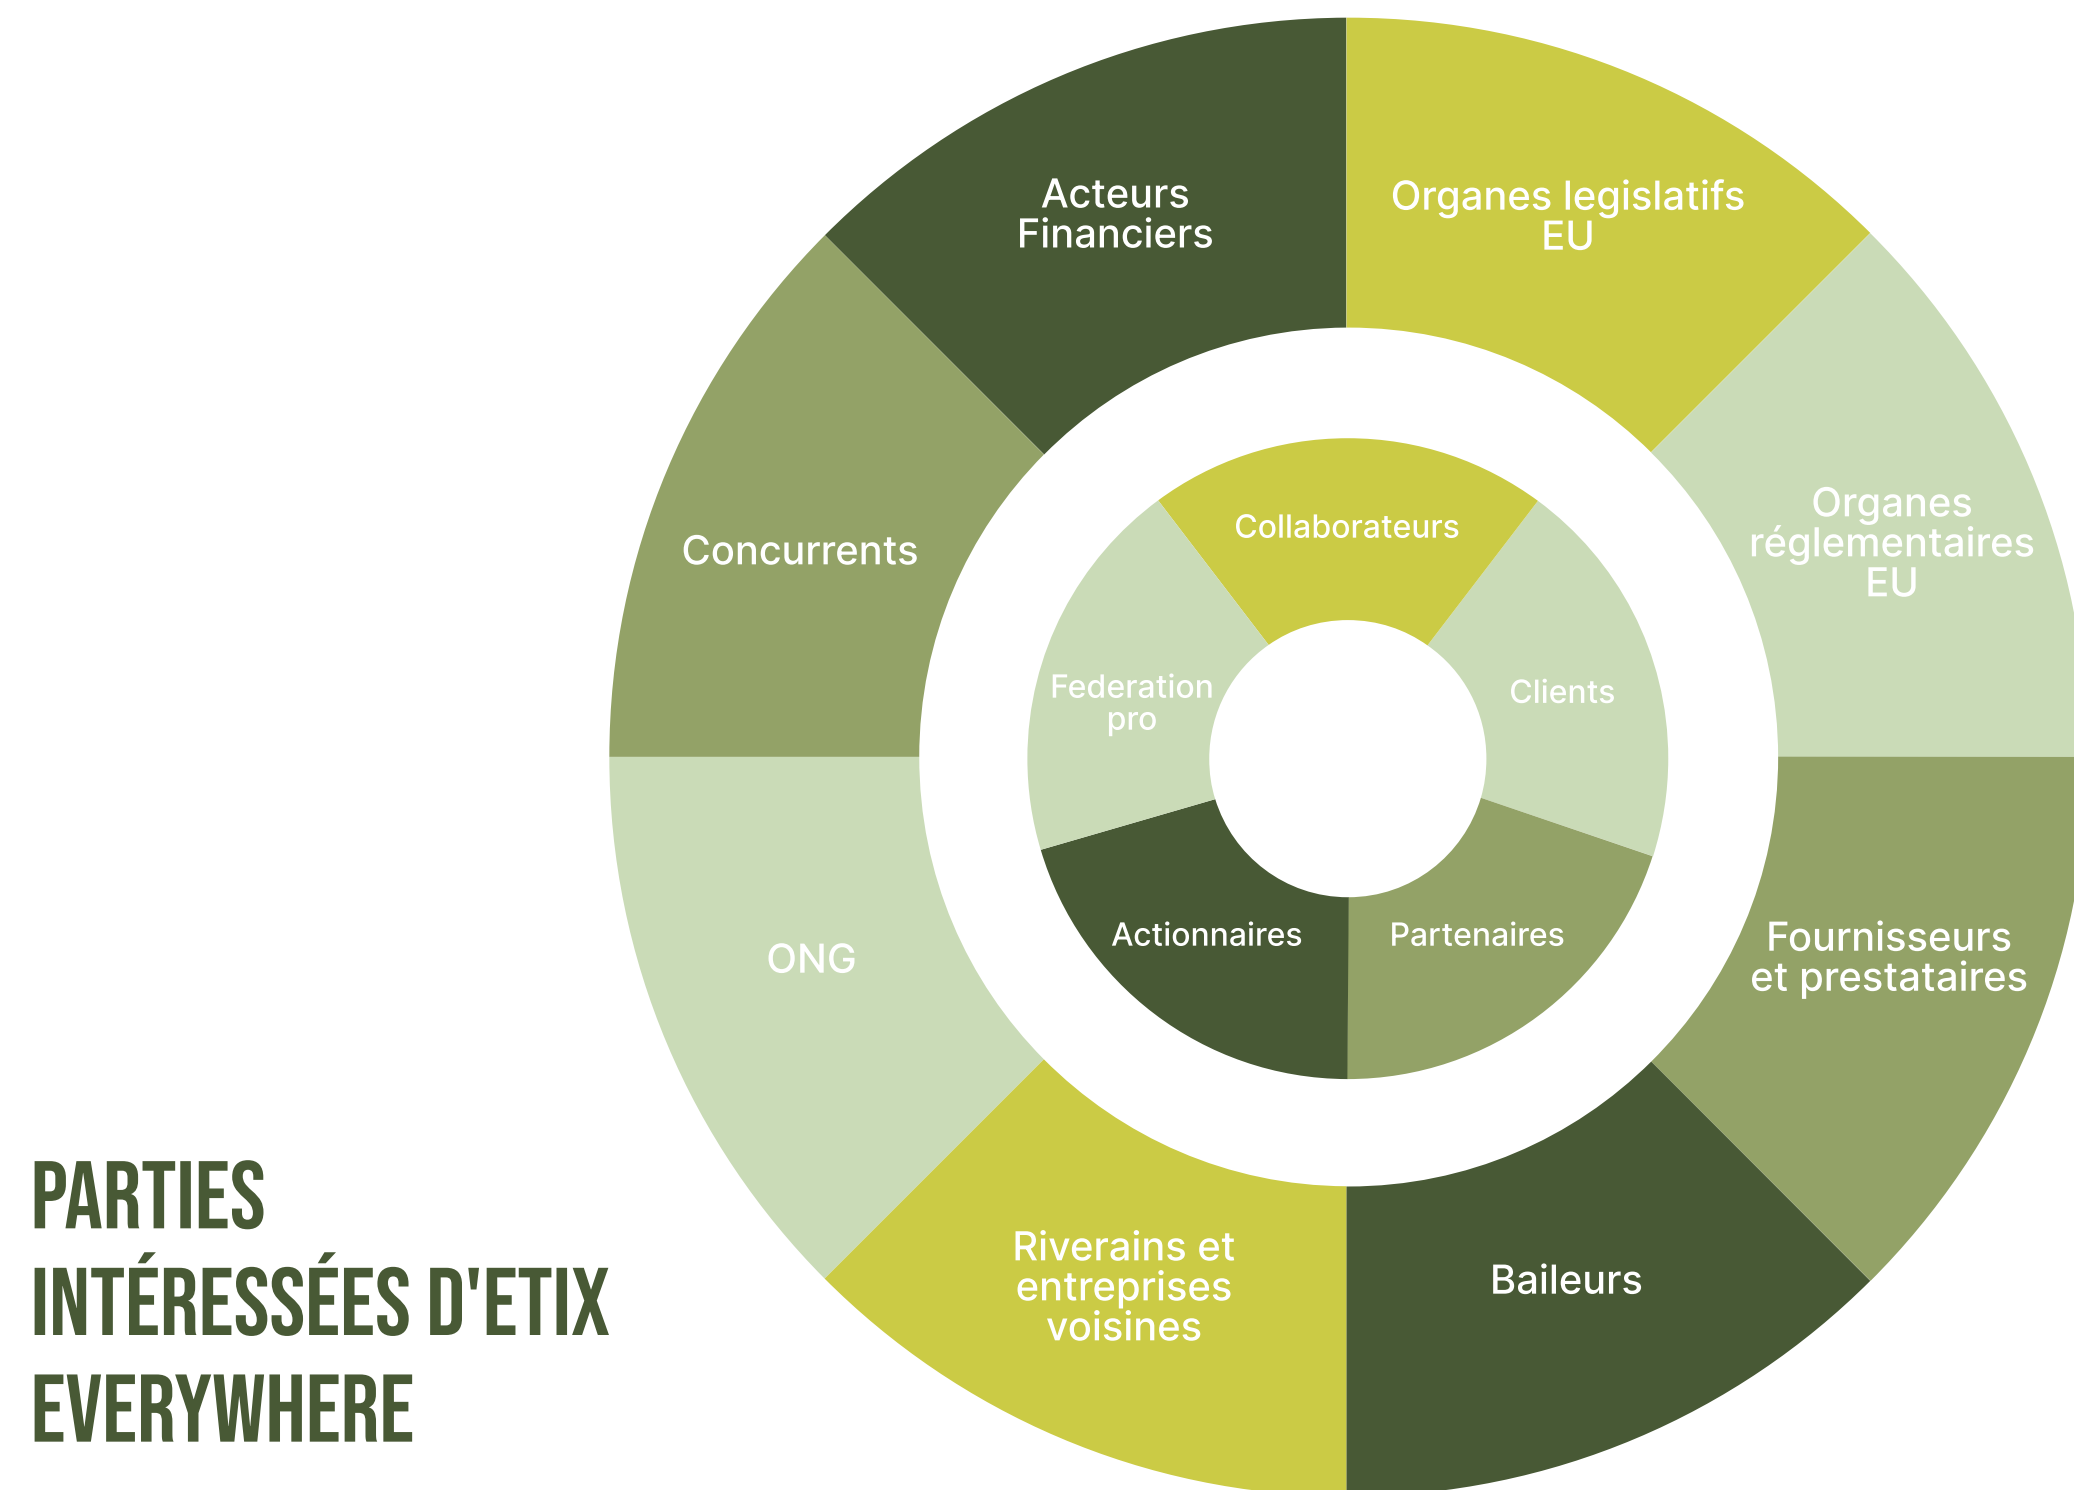 Acteurs
Financiers
Organes legislatifs
EU
Organes
réglementaires
EU
Concurrents
Collaborateurs
Federation
pro
Clients
Actionnaires
Partenaires
Fournisseurs
et prestataires
ONG
Riverains et
entreprises
voisines
Baileurs
PARTIES
INTÉRESSÉES D'ETIX
EVERYWHERE